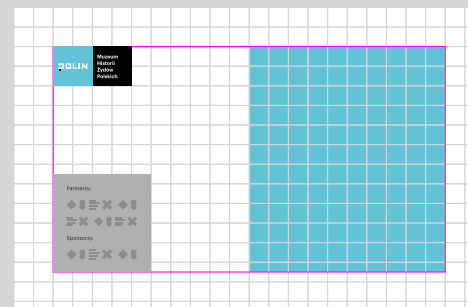 POLIN
Muzeum
Historii
Żydów
Polskich
Partnerzy:
Sponsorzy: